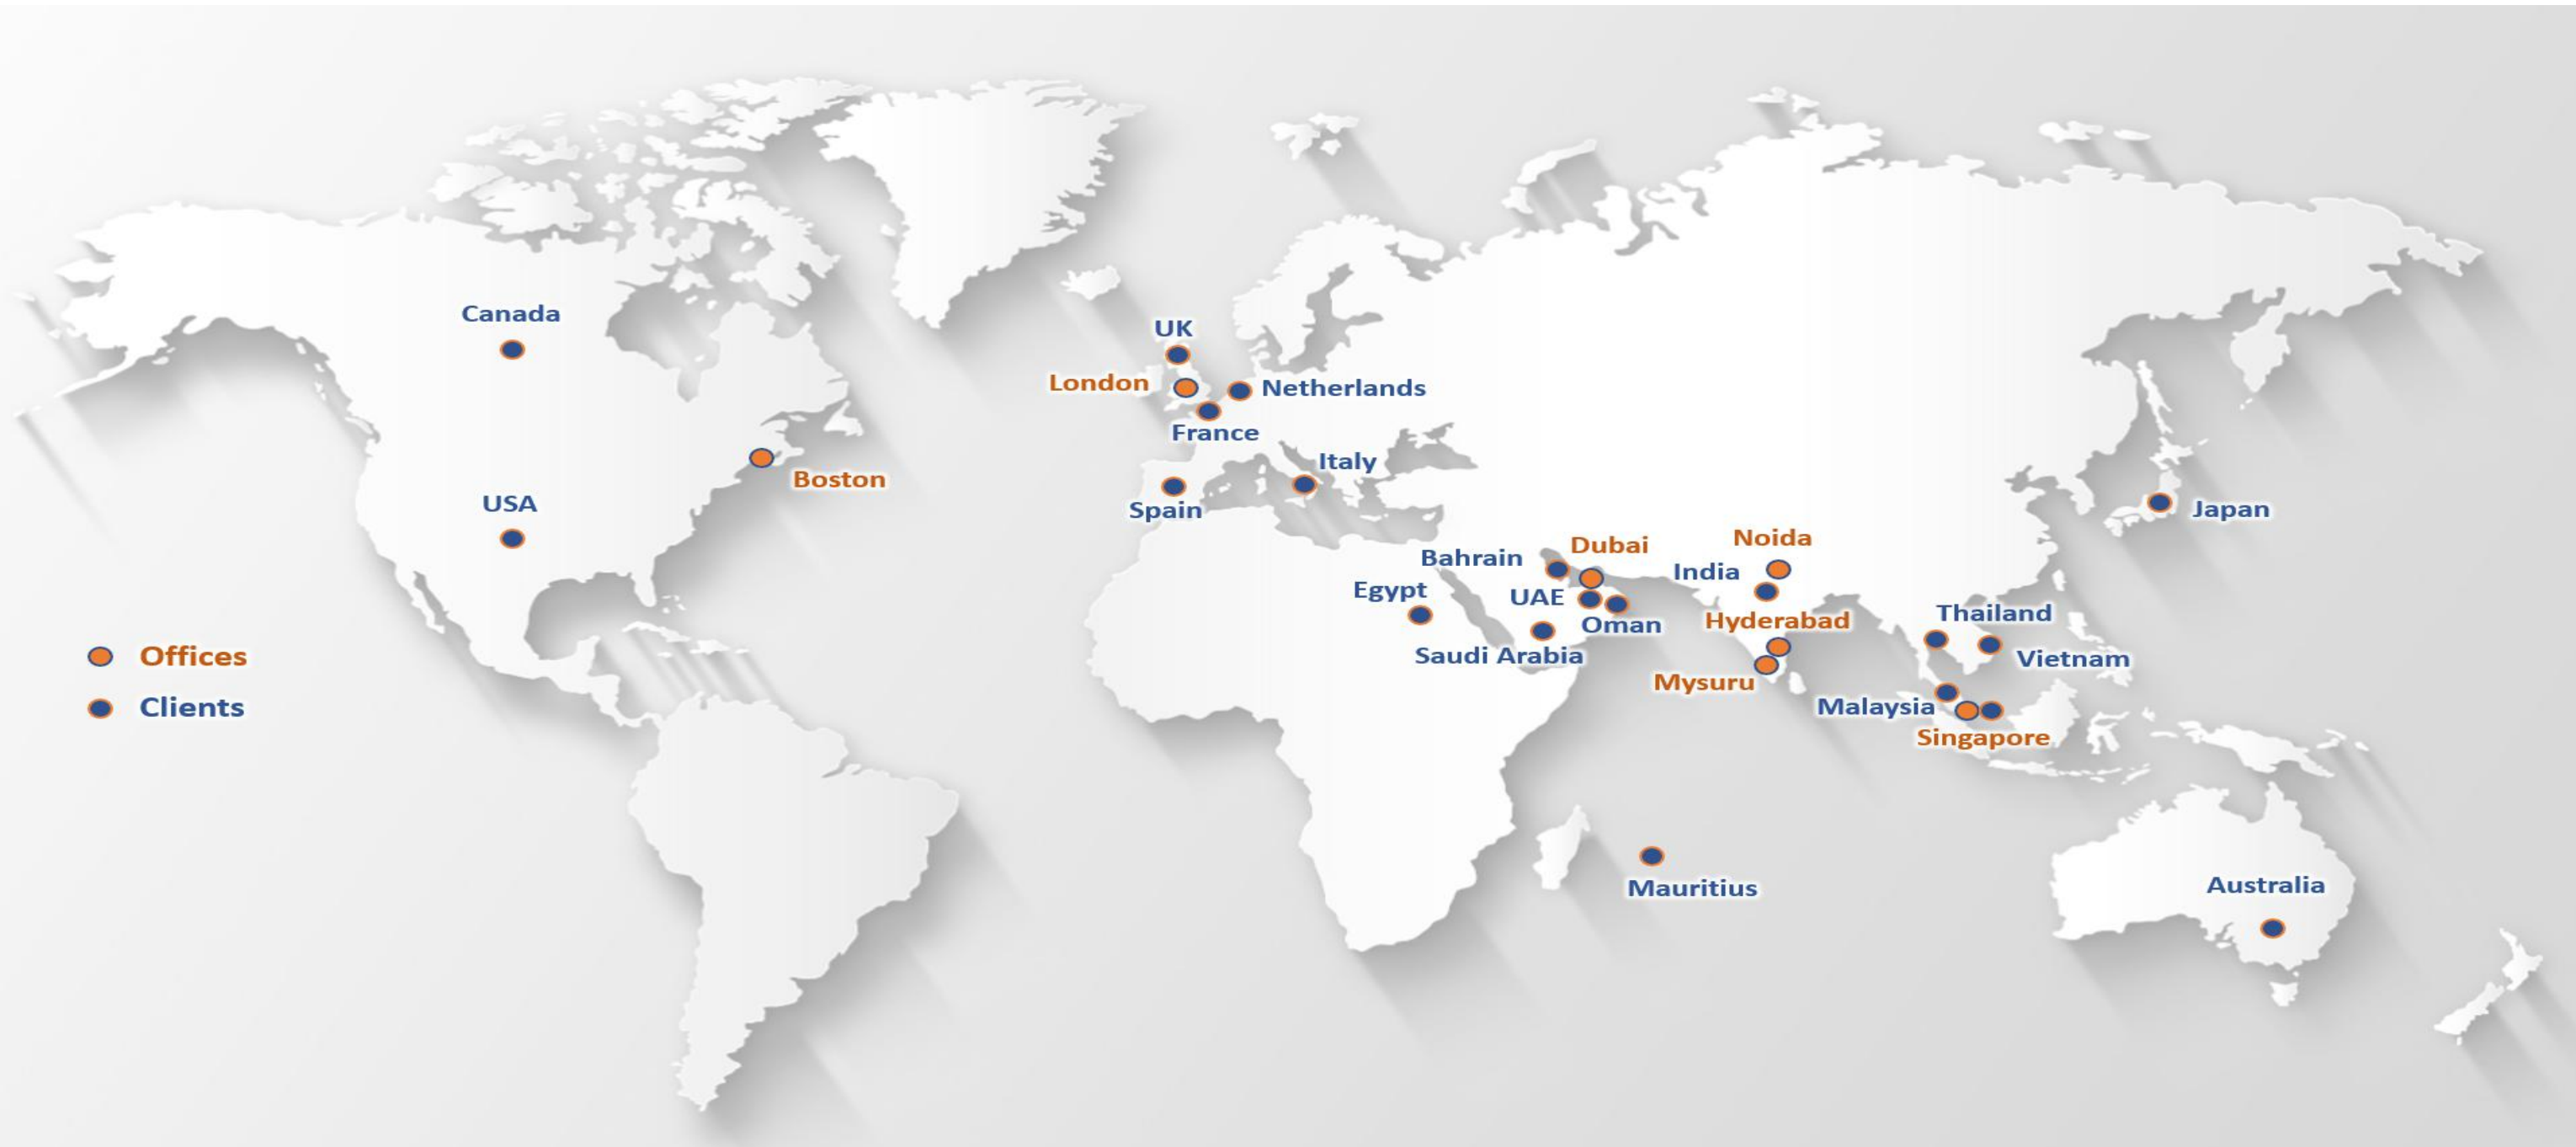 Canada
UK
London
Netherlands
France
Italy
Boston
Spain
USA
Japan
Noida
Dubai
Bahrain
India
Egypt
UAE
Thailand
Hyderabad
Oman
Saudi Arabia
Vietnam
Offices
Mysuru
Clients
Malaysia
Singapore
Australia
Mauritius